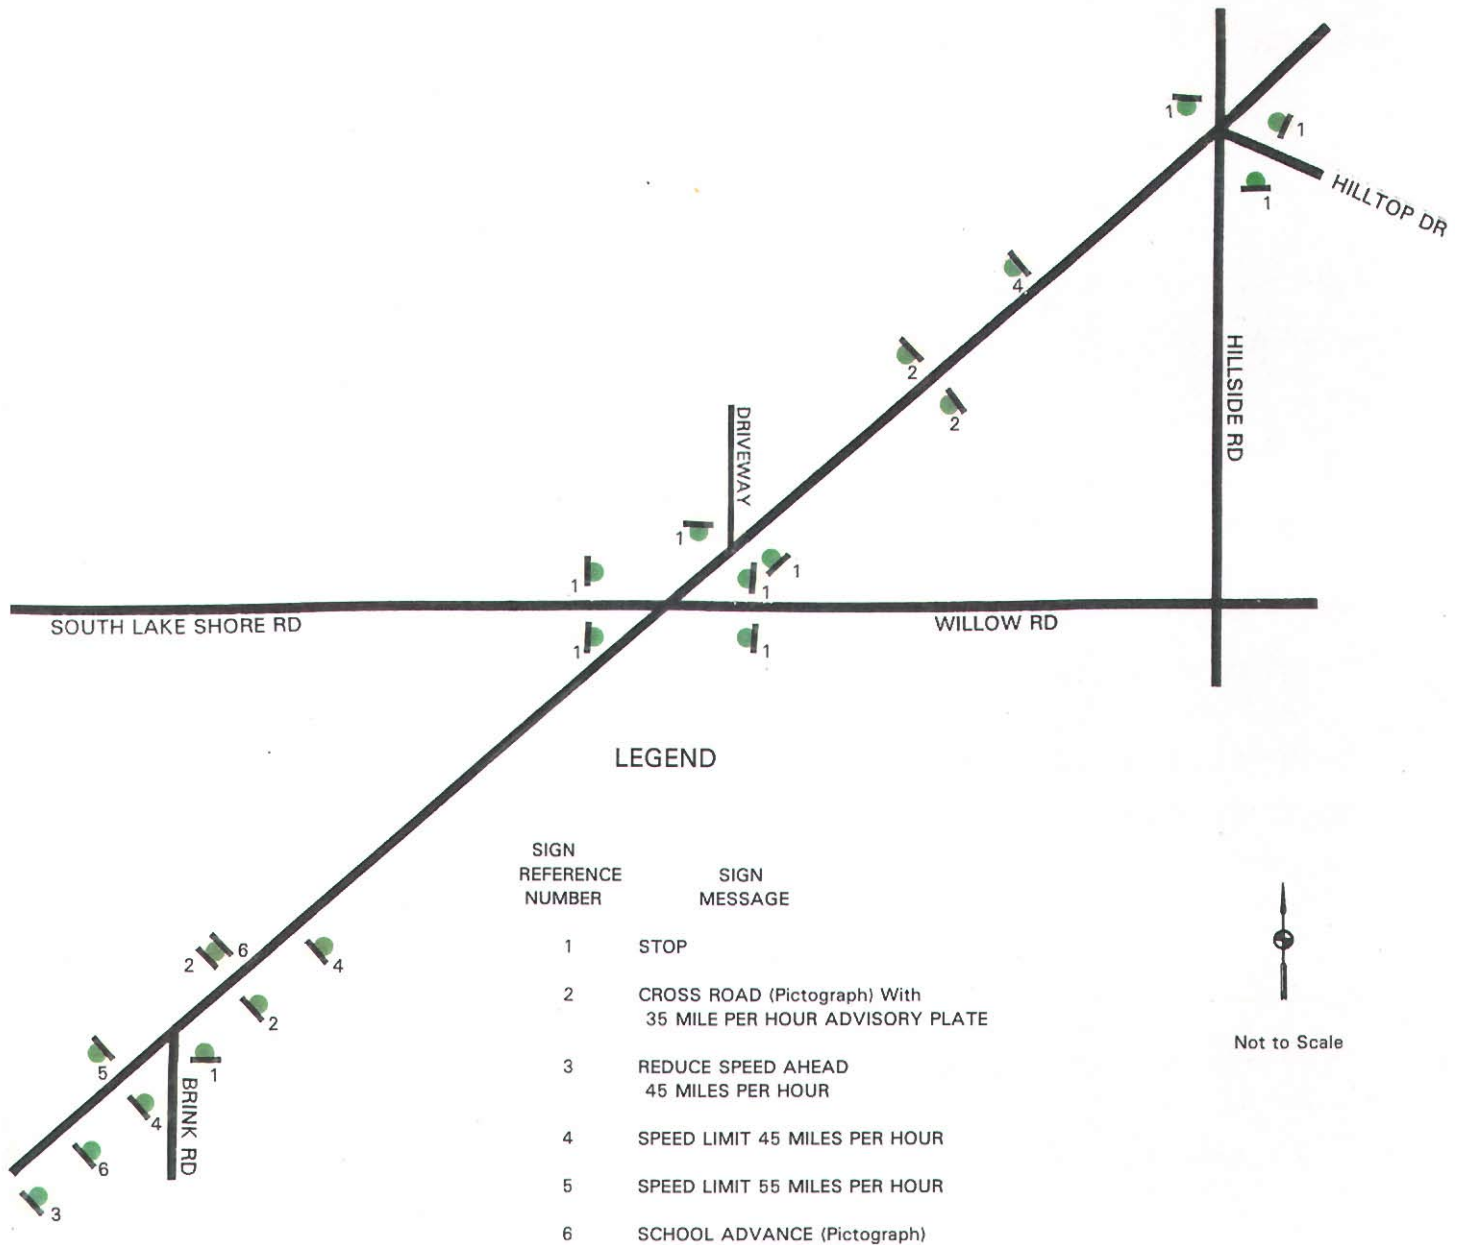 1
1
1
HILLTOP DR
4
HILLSIDE RD
2
2
DRIVEWAY
1
1
1
1
SOUTH LAKE SHORE RD
WILLOW RD
1
1
LEGEND
SIGN
REFERENCE
NUMBER
SIGN
MESSAGE
1 STOP
2 CROSS ROAD (Pictograph) With
35 MILE PER HOUR ADVISORY PLATE
3 REDUCE SPEED AHEAD
45 MILES PER HOUR
4 SPEED LIMIT 45 MILES PER HOUR
5 SPEED LIMIT 55 MILES PER HOUR
6 SCHOOL ADVANCE (Pictograph)
Not to Scale
2
6
4
2
1
5
4
BRINK RD
6
3